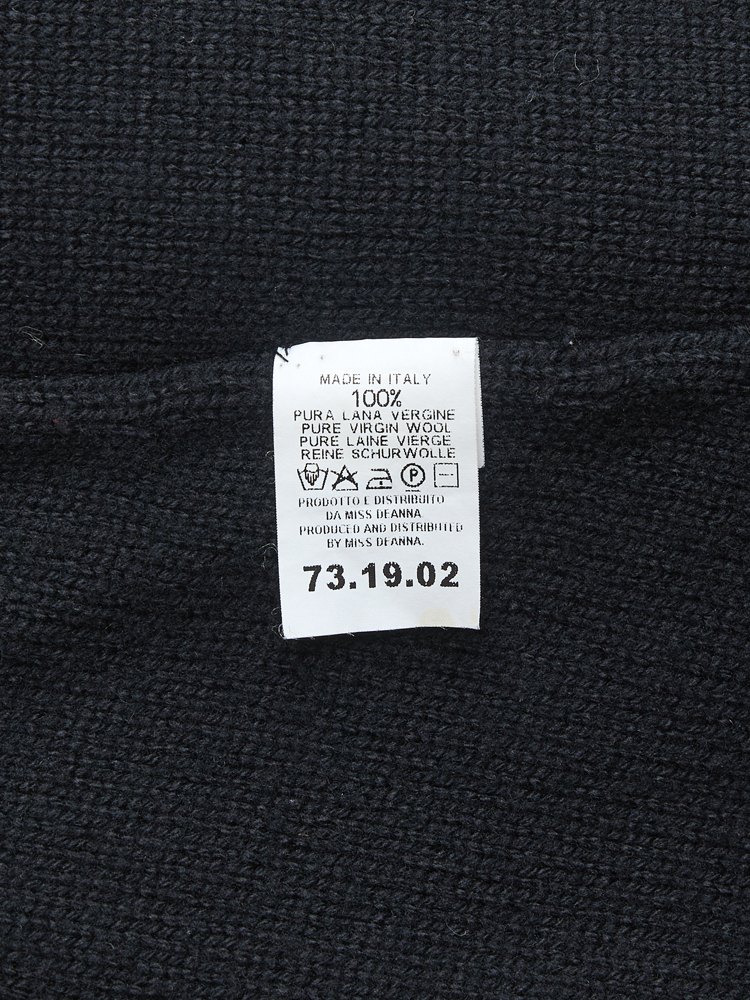 MADE IN ITALY
100%
PURA LANA VERGINE
PURE VIRGIN WOOL
PURE LAINE VIERGE
REINE SCHURWOLLE
P
PRODOTTO E DISTRIBUITO
DA MISS DEANNA
PRODUCED AND DISTRIBUTED
BY MISS DEANNA.
73.19.02